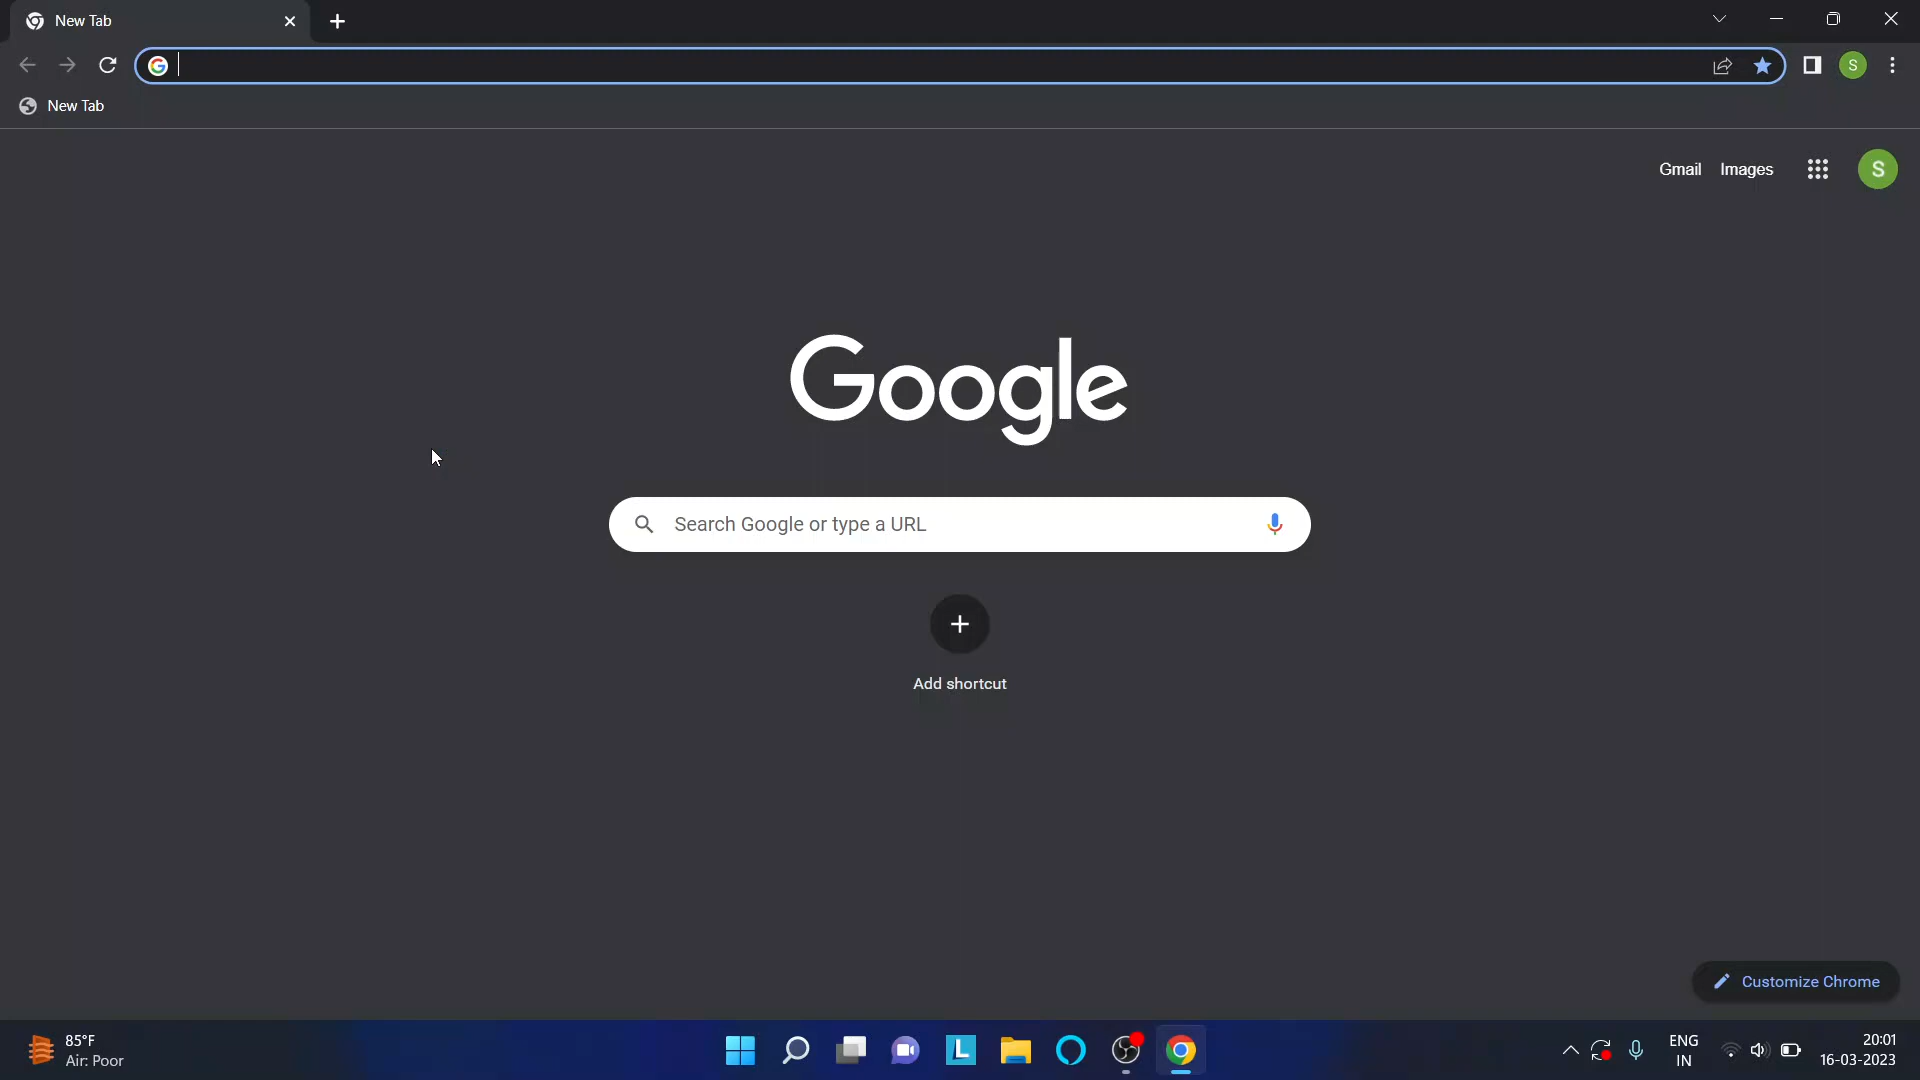 New Tab
S
New Tab
Gmail Images S
Google
Search Google or type a URL
Add shortcut
Customize Chrome
85°F
Air: Poor
L
ENG
IN
20:01
16-03-2023